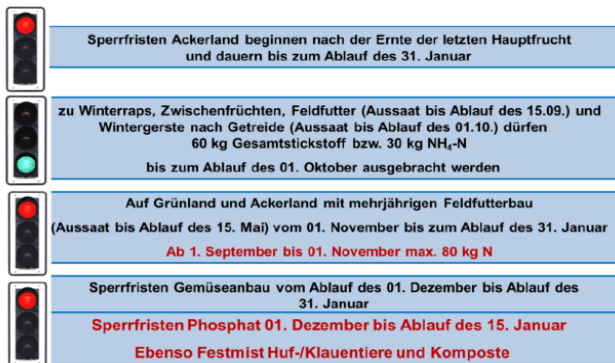 Sperrfristen Ackerland beginnen nach der Ernte der letzten Hauptfrucht
und dauern bis zum Ablauf des 31. Januar
zu Winterraps, Zwischenfrüchten, Feldfutter (Aussaat bis Ablauf des 15.09.) und
Wintergerste nach Getreide (Aussaat bis Ablauf des 01.10.) dürfen
60 kg Gesamtstickstoff bzw. 30 kg NH₄-N
bis zum Ablauf des 01. Oktober ausgebracht werden
Auf Grünland und Ackerland mit mehrjährigen Feldfutterbau
(Aussaat bis Ablauf des 15. Mai) vom 01. November bis zum Ablauf des 31. Januar
Ab 1. September bis 01. November max. 80 kg N
Sperrfristen Gemüseanbau vom Ablauf des 01. Dezember bis Ablauf des
31. Januar
Sperrfristen Phosphat 01. Dezember bis Ablauf des 15. Januar
Ebenso Festmist Huf-/Klauentiere und Komposte